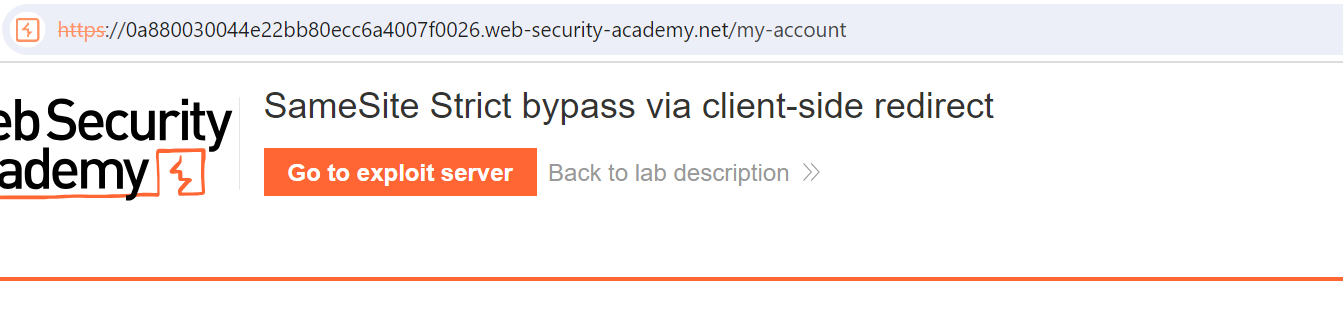 https://0a880030044e22bb80ecc6a4007f0026.web-security-academy.net/my-account
eb Security
ademy
SameSite Strict bypass via client-side redirect
Go to exploit server
Back to lab description